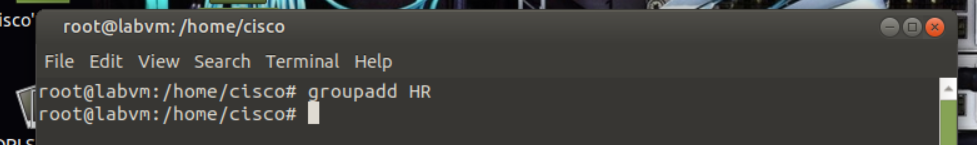 isco'
root@labvm: /home/cisco
File Edit View Search Terminal Help
root@labvm:/home/cisco# groupadd HR
root@labvm:/home/cisco#